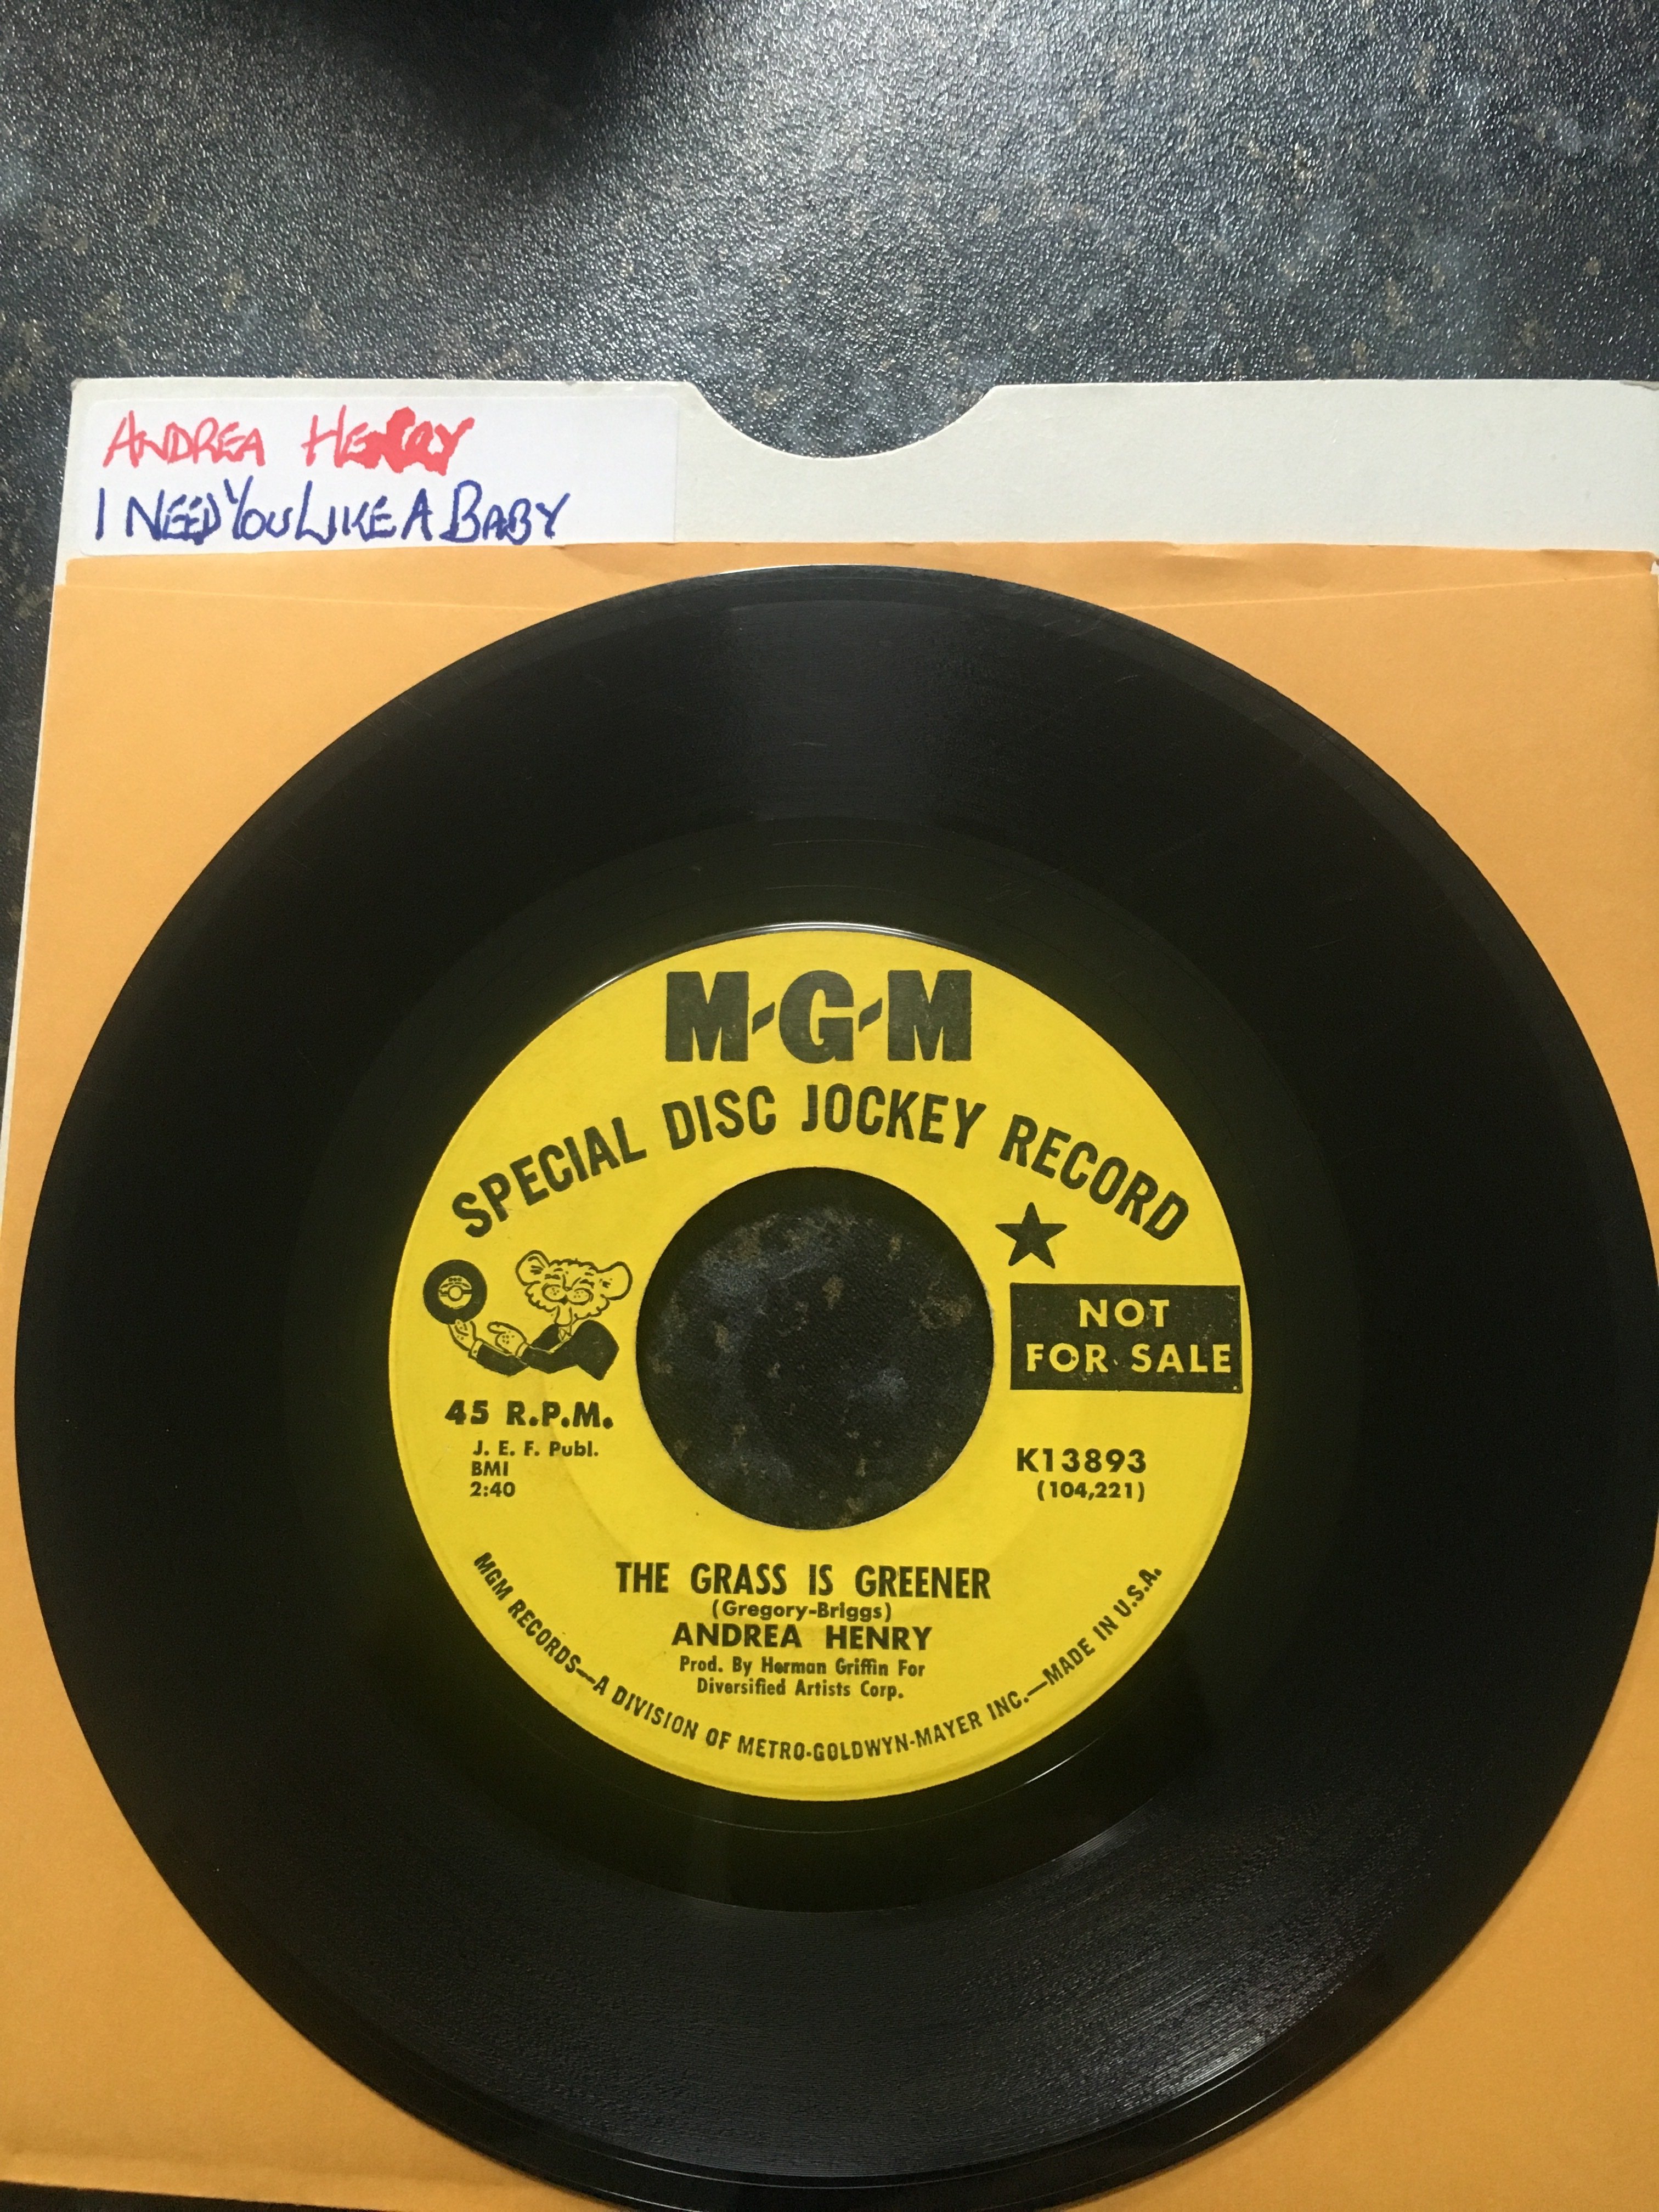 ANDREA HENRY
I NEED YOU LIKE A BABY
M-G-M
SPECIAL DISC JOCKEY RECORD
NOT
FOR SALE
45 R.P.M.
J. E. F. Publ.
BMI
2:40
K13893
(104,221)
THE GRASS IS GREENER
(Gregory-Briggs)
ANDREA HENRY
Prod. By Herman Griffin For
Diversified Artists Corp.
MGM RECORDS—A DIVISION OF METRO-GOLDWYN-MAYER INC.—MADE IN U.S.A.